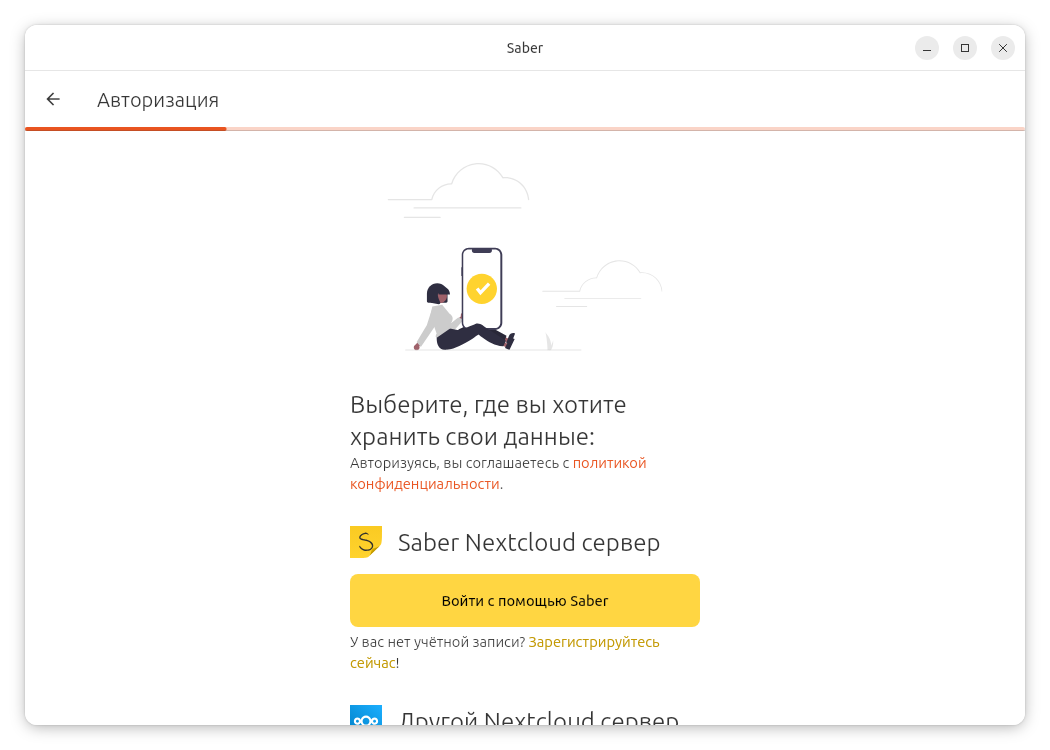 Saber
Авторизация
Выберите, где вы хотите
хранить свои данные:
Авторизуясь, вы соглашаетесь с политикой
конфиденциальности.
Saber Nextcloud сервер
Войти с помощью Saber
У вас нет учётной записи? Зарегистрируйтесь
сейчас!
Другой Nextcloud сервер